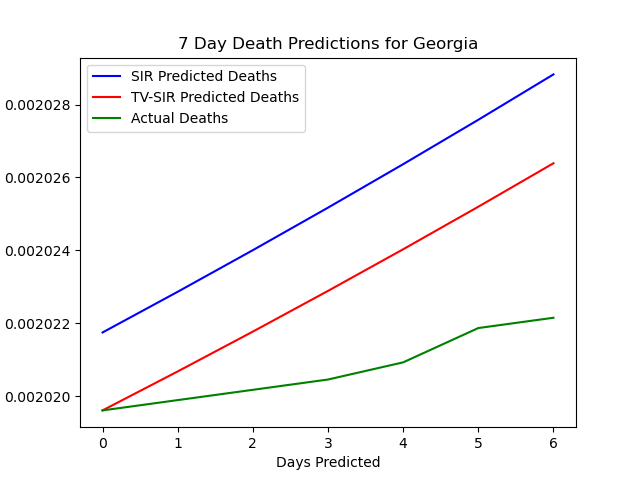 7 Day Death Predictions for Georgia
SIR Predicted Deaths
TV-SIR Predicted Deaths
Actual Deaths
0.002028
0.002026
0.002024
0.002022
0.002020
0 1 2 3 4 5 6
Days Predicted